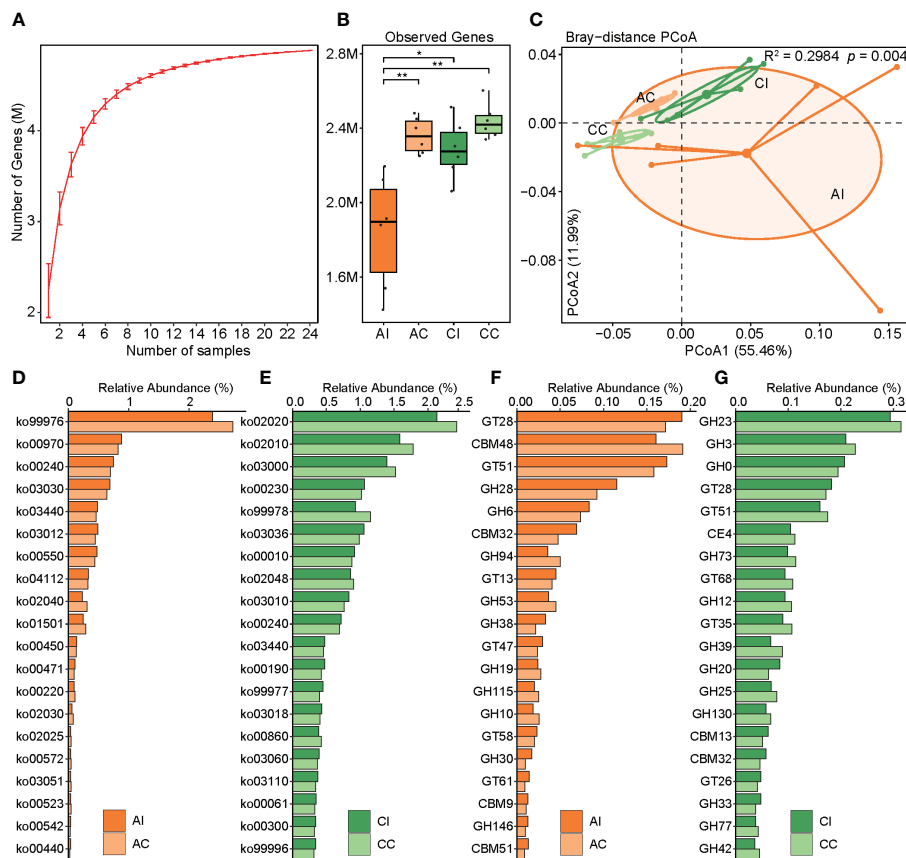 A
Number of Genes (M)
4
3
2
2 4 6 8 10 12 14 16 18 20 22 24
Number of samples
B
Observed Genes
2.8M
2.4M
2.0M
1.6M
*
**
**
AI AC CI CC
C
Bray-distance PCoA
R² = 0.2984 p = 0.004
0.04
0.00
−0.04
−0.08
PCoA2 (11.99%)
CI
AC
CC
AI
−0.05 0.00 0.05 0.10 0.15
PCoA1 (55.46%)
D
Relative Abundance (%)
0 1 2
ko99976
ko00970
ko00240
ko03030
ko03440
ko03012
ko00550
ko04112
ko02040
ko01501
ko00450
ko00471
ko00220
ko02030
ko02025
ko00572
ko03051
ko00523
ko00542
ko00440
AI
AC
E
Relative Abundance (%)
0.0 0.5 1.0 1.5 2.0 2.5
ko02020
ko02010
ko03000
ko00230
ko99978
ko03036
ko00010
ko02048
ko03010
ko00240
ko03440
ko00190
ko99977
ko03018
ko00860
ko03060
ko03110
ko00061
ko00300
ko99996
CI
CC
F
Relative Abundance (%)
0.00 0.05 0.10 0.15 0.20
GT28
CBM48
GT51
GH28
GH6
CBM32
GH94
GT13
GH53
GH38
GT47
GH19
GH115
GH10
GT58
GH30
GT61
CBM9
GH146
CBM51
AI
AC
G
Relative Abundance (%)
0.0 0.1 0.2 0.3
GH23
GH3
GH0
GT28
GT51
CE4
GH73
GT68
GH12
GT35
GH39
GH20
GH25
GH130
CBM13
CBM32
GT26
GH33
GH77
GH42
CI
CC